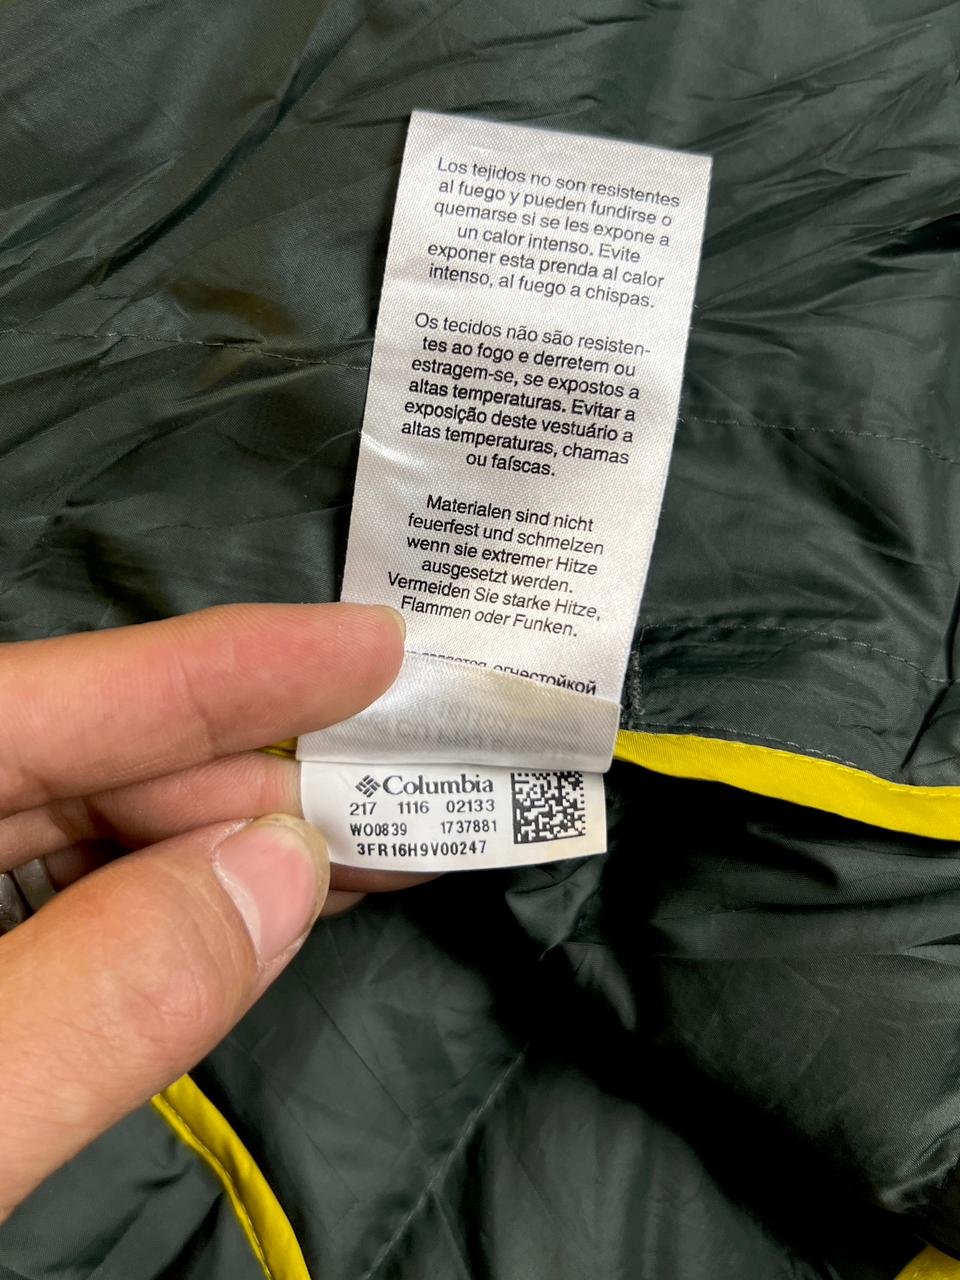 Los tejidos no son resistentes
al fuego y pueden fundirse o
quemarse si se les expone a
un calor intenso. Evite
exponer esta prenda al calor
intenso, al fuego a chispas.
Os tecidos não são resisten-
tes ao fogo e derretem ou
estragem-se, se expostos a
altas temperaturas. Evitar a
exposição deste vestuário a
altas temperaturas, chamas
ou faíscas.
Materialen sind nicht
feuerfest und schmelzen
wenn sie extremer Hitze
ausgesetzt werden.
Vermeiden Sie starke Hitze,
Flammen oder Funken.
огнестойкой
Columbia
217 1116 02133
WO0839 1737881
3FR16H9V00247